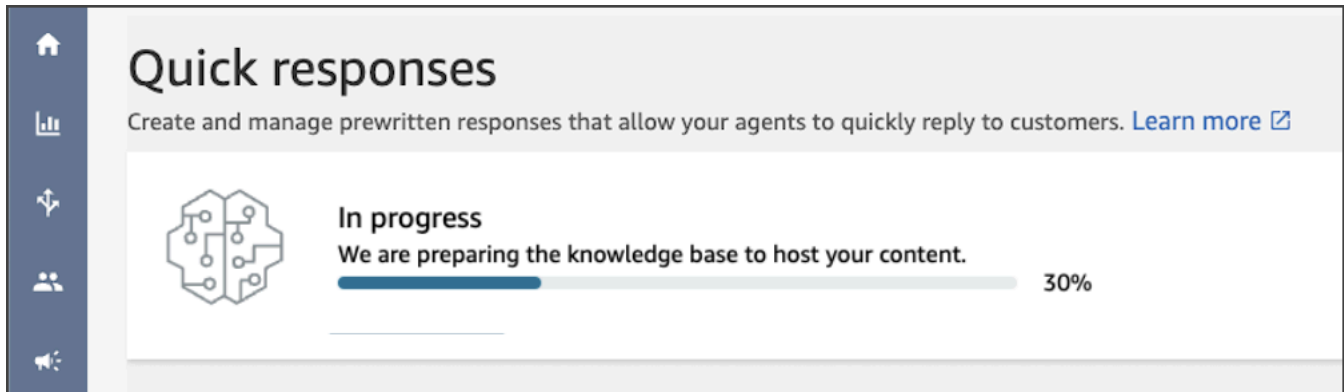 Quick responses
Create and manage prewritten responses that allow your agents to quickly reply to customers. Learn more
In progress
We are preparing the knowledge base to host your content.
30%